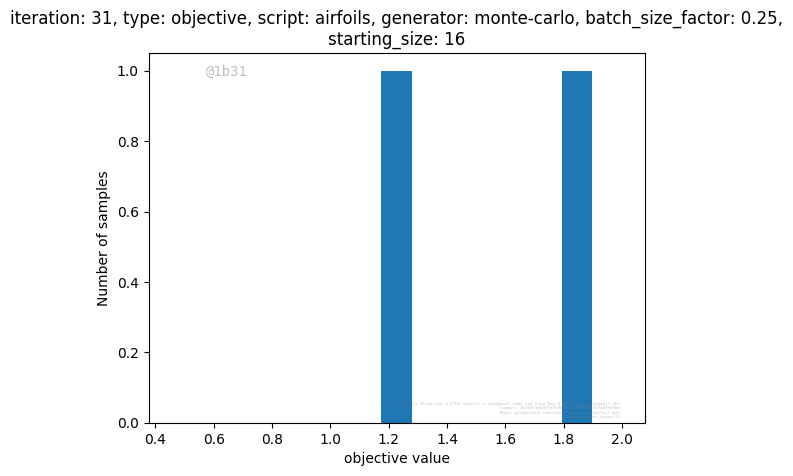 iteration: 31, type: objective, script: airfoils, generator: monte-carlo, batch_size_factor: 0.25,
starting_size: 16
@1b31
1.0
0.8
0.6
0.4
0.2
0.0
Number of samples
0.4 0.6 0.8 1.0 1.2 1.4 1.6 1.8 2.0
objective value